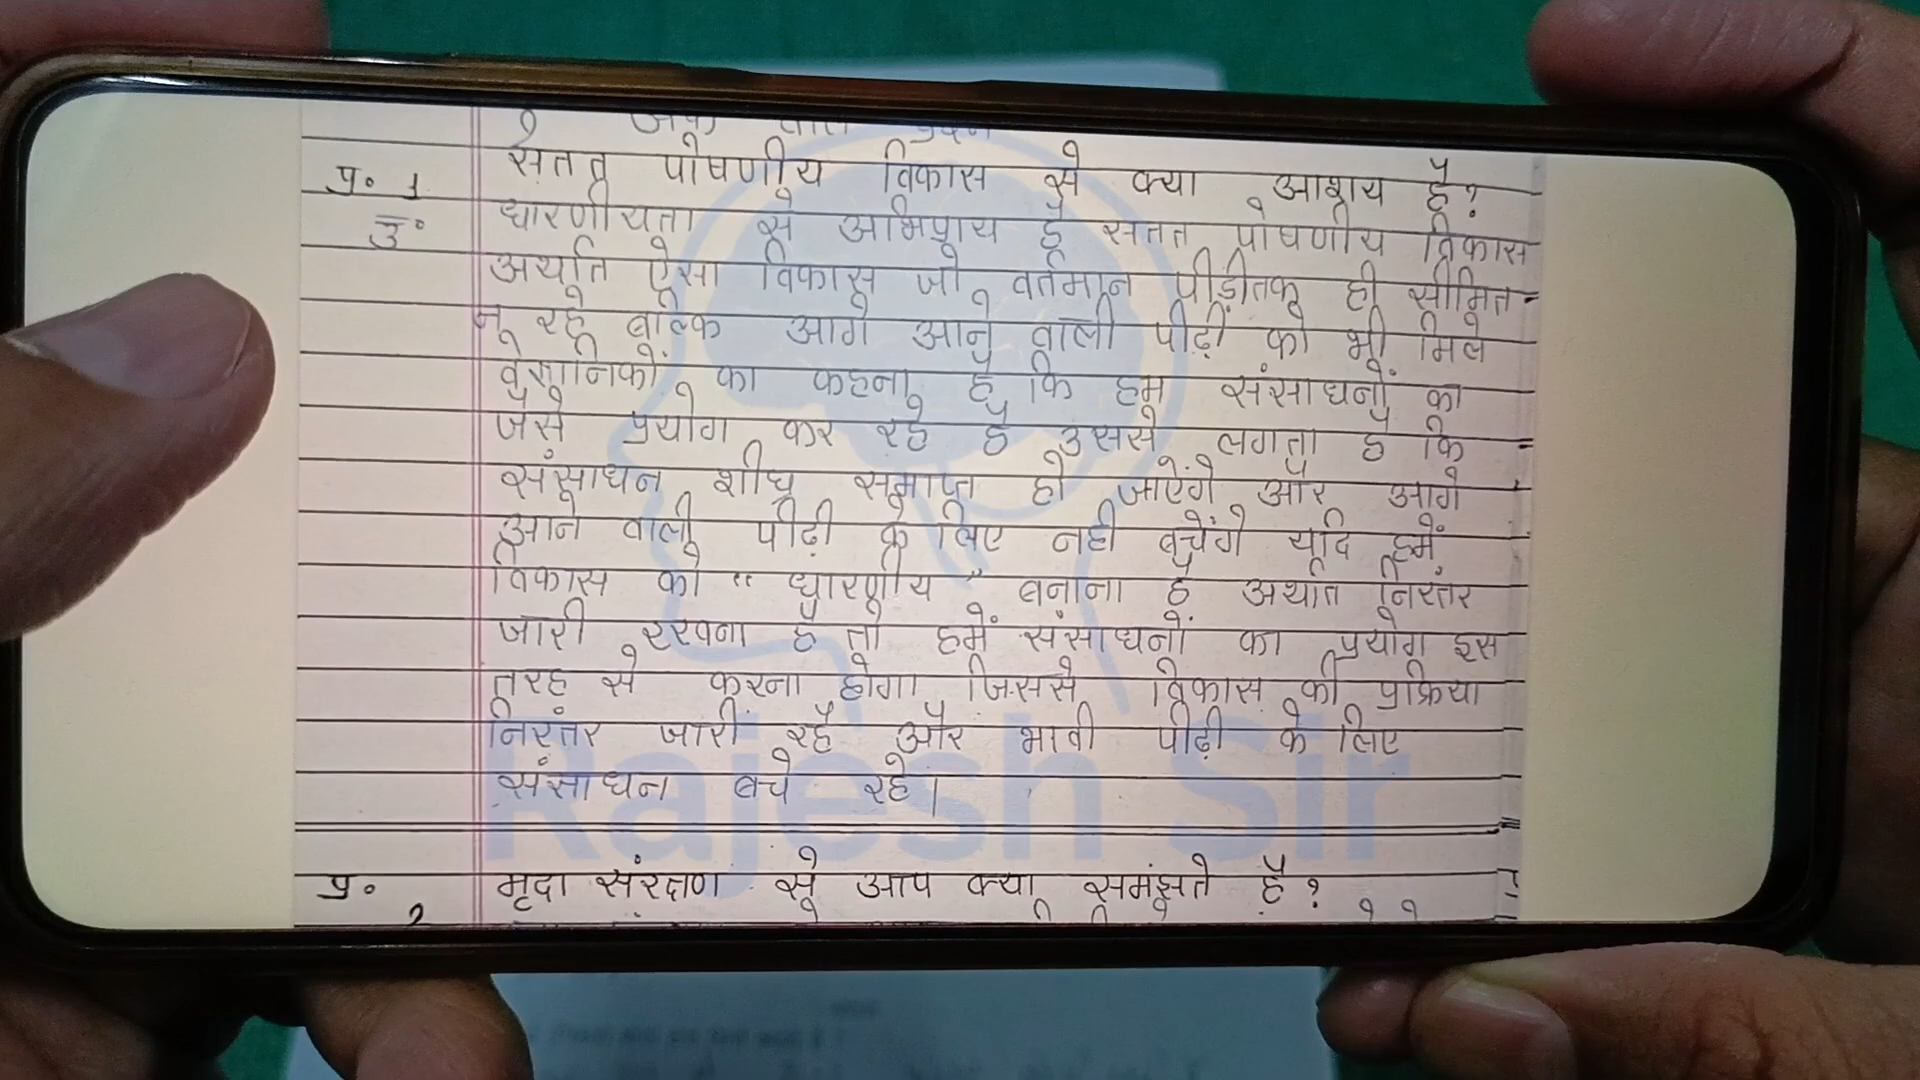 प्र. 1 सतत पोषणीय विकास से क्या आशय है?
उ. धारणीयता से अभिप्राय है सतत पोषणीय विकास
अर्थात ऐसा विकास जो वर्तमान पीढ़ीतक ही सीमित
न रहे बल्कि आगे आने वाली पीढ़ी को भी मिले
वैज्ञानिकों का कहना है कि हम संसाधनों का
जैसे प्रयोग कर रहे है उससे लगता है कि
संसाधन शीघ्र समाप्त हो जाएंगे और आगे
आने वाली पीढ़ी के लिए नही बचेंगे यदि हमें
विकास को "धारणीय" बनाना है अर्थात निरंतर
जारी रखना है तो हमें संसाधनों का प्रयोग इस
तरह से करना होगा जिससे विकास की प्रक्रिया
निरंतर जारी रहै और भावी पीढ़ी के लिए
संसाधन बचे रहे।
Rajesh Sir
प्र. 2 मृदा संरक्षण से आप क्या समझते है?